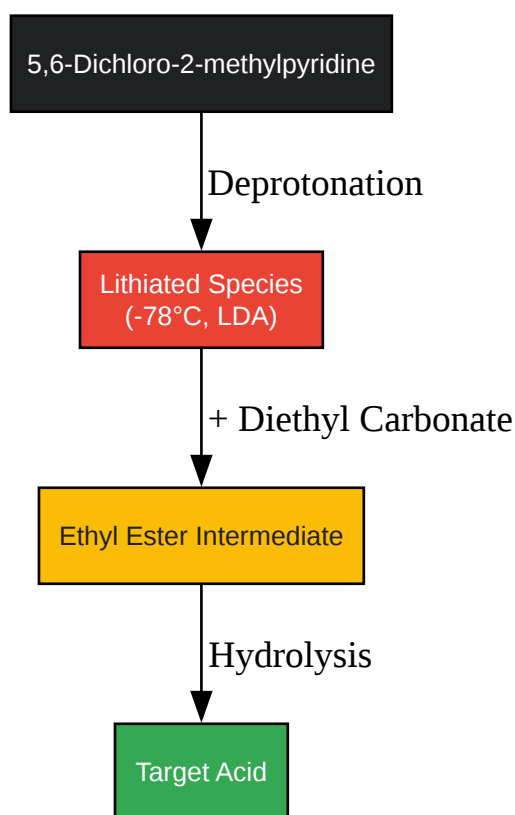 5,6-Dichloro-2-methylpyridine
Deprotonation
Lithiated Species
(-78°C, LDA)
+ Diethyl Carbonate
Ethyl Ester Intermediate
Hydrolysis
Target Acid